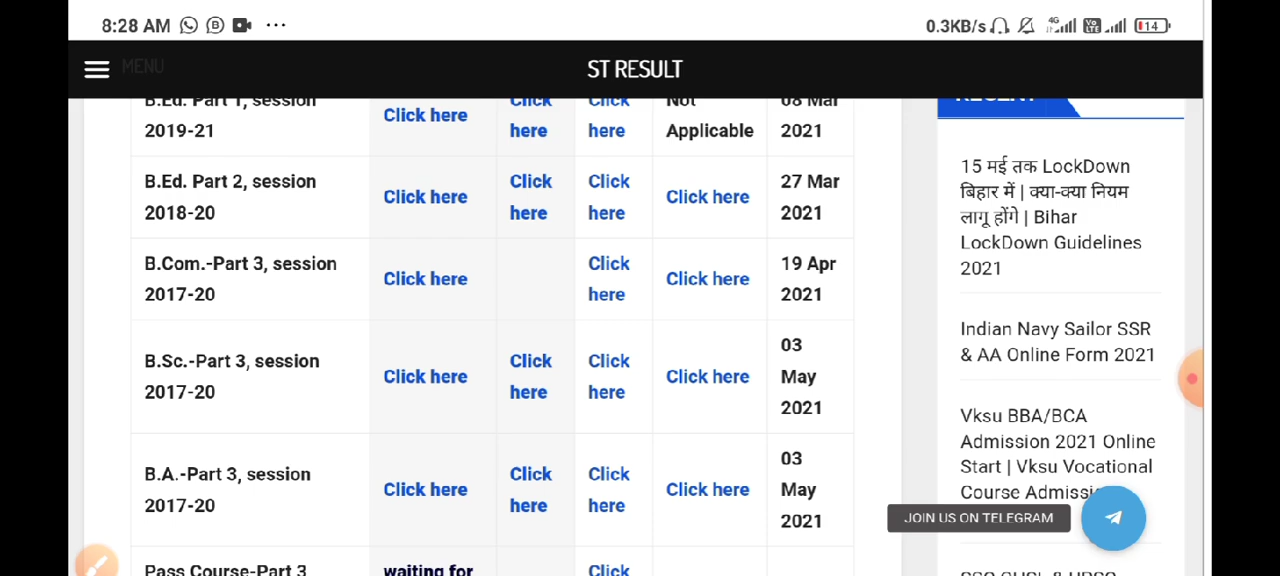 8:28 AM
0.3KB/s
4G
Vo LTE
14
MENU
ST RESULT
B.Ed. Part 1, session
2019-21
Click here
Click
here
Click
here
Not
Applicable
08 Mar
2021
B.Ed. Part 2, session
2018-20
Click here
Click
here
Click
here
Click here
27 Mar
2021
B.Com.-Part 3, session
2017-20
Click here
Click
here
Click here
19 Apr
2021
B.Sc.-Part 3, session
2017-20
Click here
Click
here
Click
here
Click here
03
May
2021
B.A.-Part 3, session
2017-20
Click here
Click
here
Click
here
Click here
03
May
2021
Pass Course-Part 3
waiting for
Click
RECENT
15 मई तक LockDown
बिहार में | क्या-क्या नियम
लागू होंगे | Bihar
LockDown Guidelines
2021
Indian Navy Sailor SSR
& AA Online Form 2021
Vksu BBA/BCA
Admission 2021 Online
Start | Vksu Vocational
Course
JOIN US ON TELEGRAM